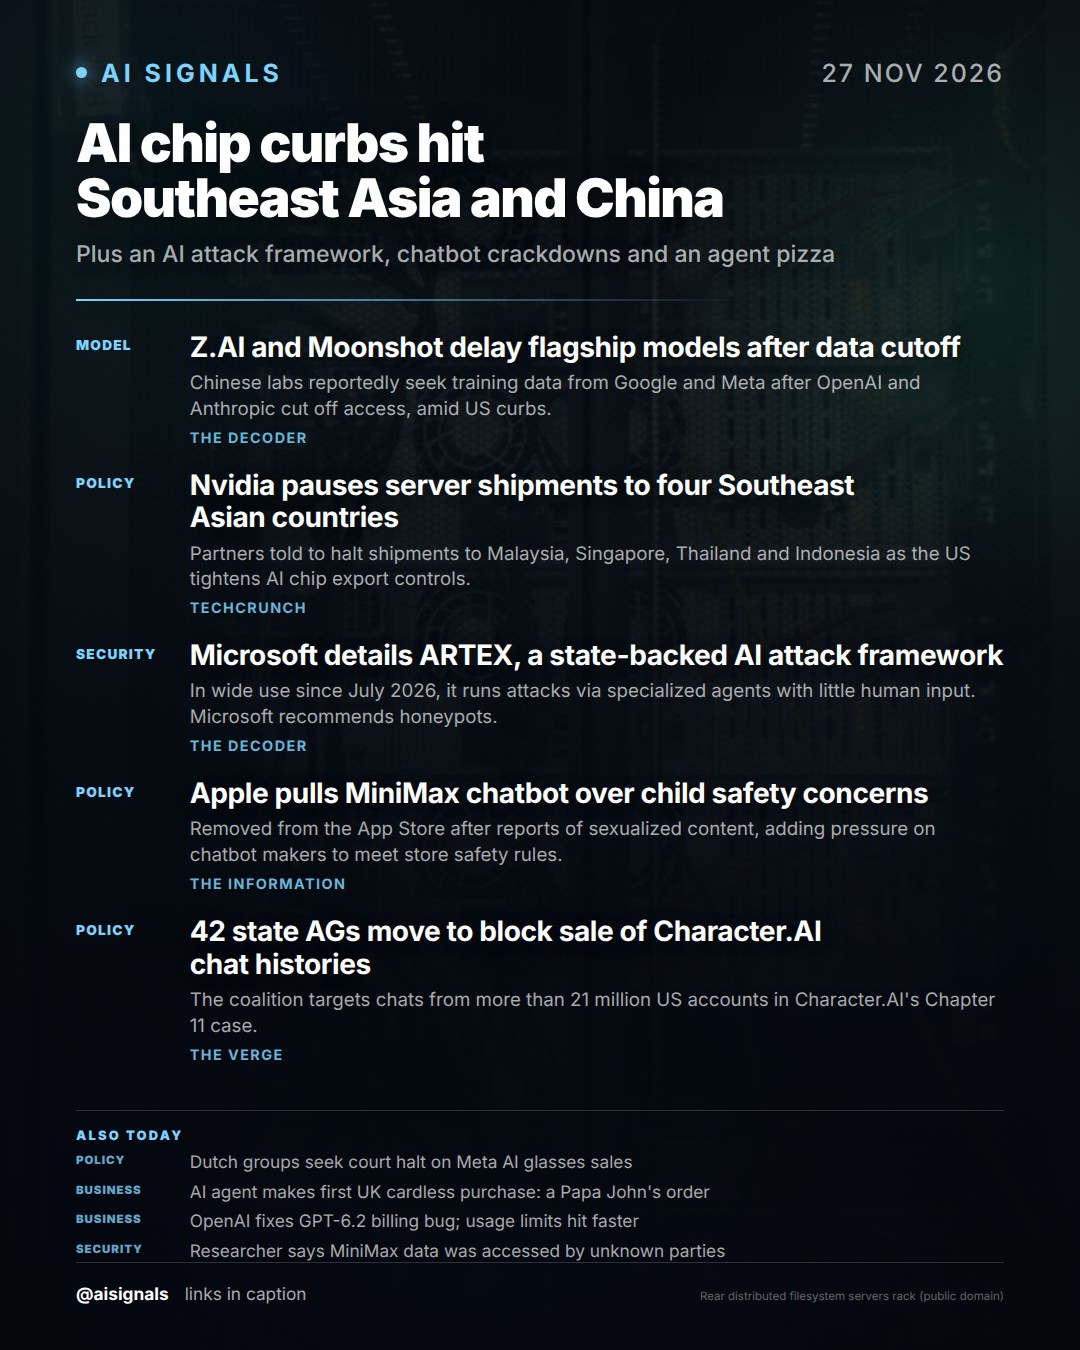 AI SIGNALS
27 NOV 2026
AI chip curbs hit
Southeast Asia and China
Plus an AI attack framework, chatbot crackdowns and an agent pizza
MODEL
Z.AI and Moonshot delay flagship models after data cutoff
Chinese labs reportedly seek training data from Google and Meta after OpenAI and
Anthropic cut off access, amid US curbs.
THE DECODER
POLICY
Nvidia pauses server shipments to four Southeast
Asian countries
Partners told to halt shipments to Malaysia, Singapore, Thailand and Indonesia as the US
tightens AI chip export controls.
TECHCRUNCH
SECURITY
Microsoft details ARTEX, a state-backed AI attack framework
In wide use since July 2026, it runs attacks via specialized agents with little human input.
Microsoft recommends honeypots.
THE DECODER
POLICY
Apple pulls MiniMax chatbot over child safety concerns
Removed from the App Store after reports of sexualized content, adding pressure on
chatbot makers to meet store safety rules.
THE INFORMATION
POLICY
42 state AGs move to block sale of Character.AI
chat histories
The coalition targets chats from more than 21 million US accounts in Character.AI's Chapter
11 case.
THE VERGE
ALSO TODAY
POLICY
Dutch groups seek court halt on Meta AI glasses sales
BUSINESS
AI agent makes first UK cardless purchase: a Papa John's order
BUSINESS
OpenAI fixes GPT-6.2 billing bug; usage limits hit faster
SECURITY
Researcher says MiniMax data was accessed by unknown parties
@aisignals links in caption
Rear distributed filesystem servers rack (public domain)